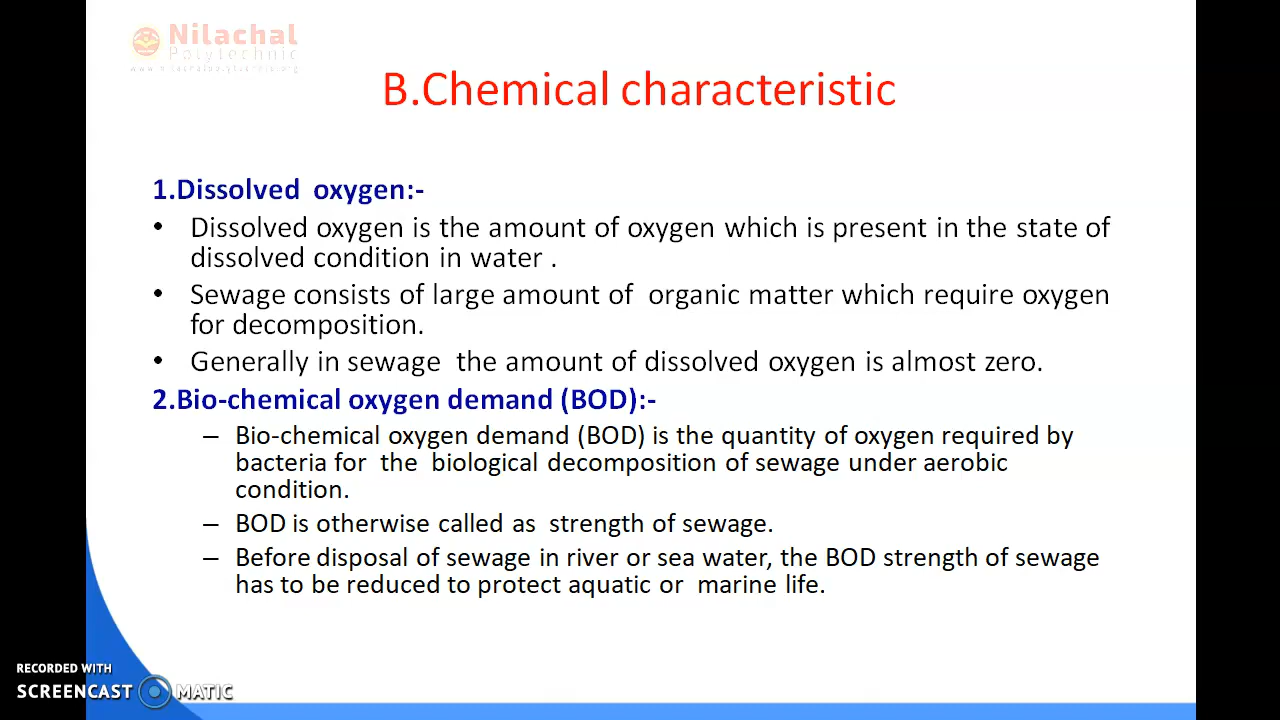 Nilachal
Polytechnic
www.nilachalpolytechnic.org
B.Chemical characteristic
1.Dissolved oxygen:-
• Dissolved oxygen is the amount of oxygen which is present in the state of
dissolved condition in water .
• Sewage consists of large amount of organic matter which require oxygen
for decomposition.
• Generally in sewage the amount of dissolved oxygen is almost zero.
2.Bio-chemical oxygen demand (BOD):-
– Bio-chemical oxygen demand (BOD) is the quantity of oxygen required by
bacteria for the biological decomposition of sewage under aerobic
condition.
– BOD is otherwise called as strength of sewage.
– Before disposal of sewage in river or sea water, the BOD strength of sewage
has to be reduced to protect aquatic or marine life.
RECORDED WITH
SCREENCAST MATIC